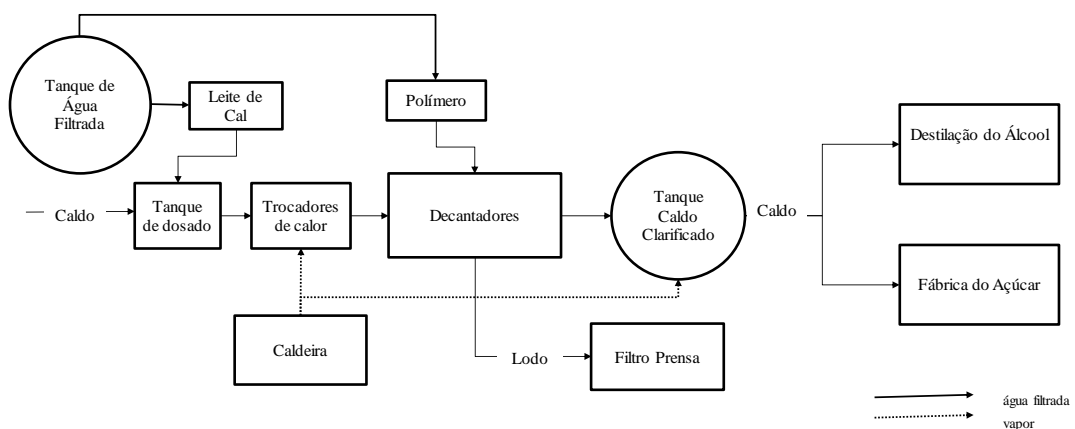 Tanque de
Água
Filtrada
Leite de
Cal
Polímero
Destilação do Álcool
Caldo
Tanque
de dosado
Trocadores
de calor
Decantadores
Tanque
Caldo
Clarificado
Caldo
Fábrica do Açúcar
Caldeira
Lodo
Filtro Prensa
água filtrada
vapor